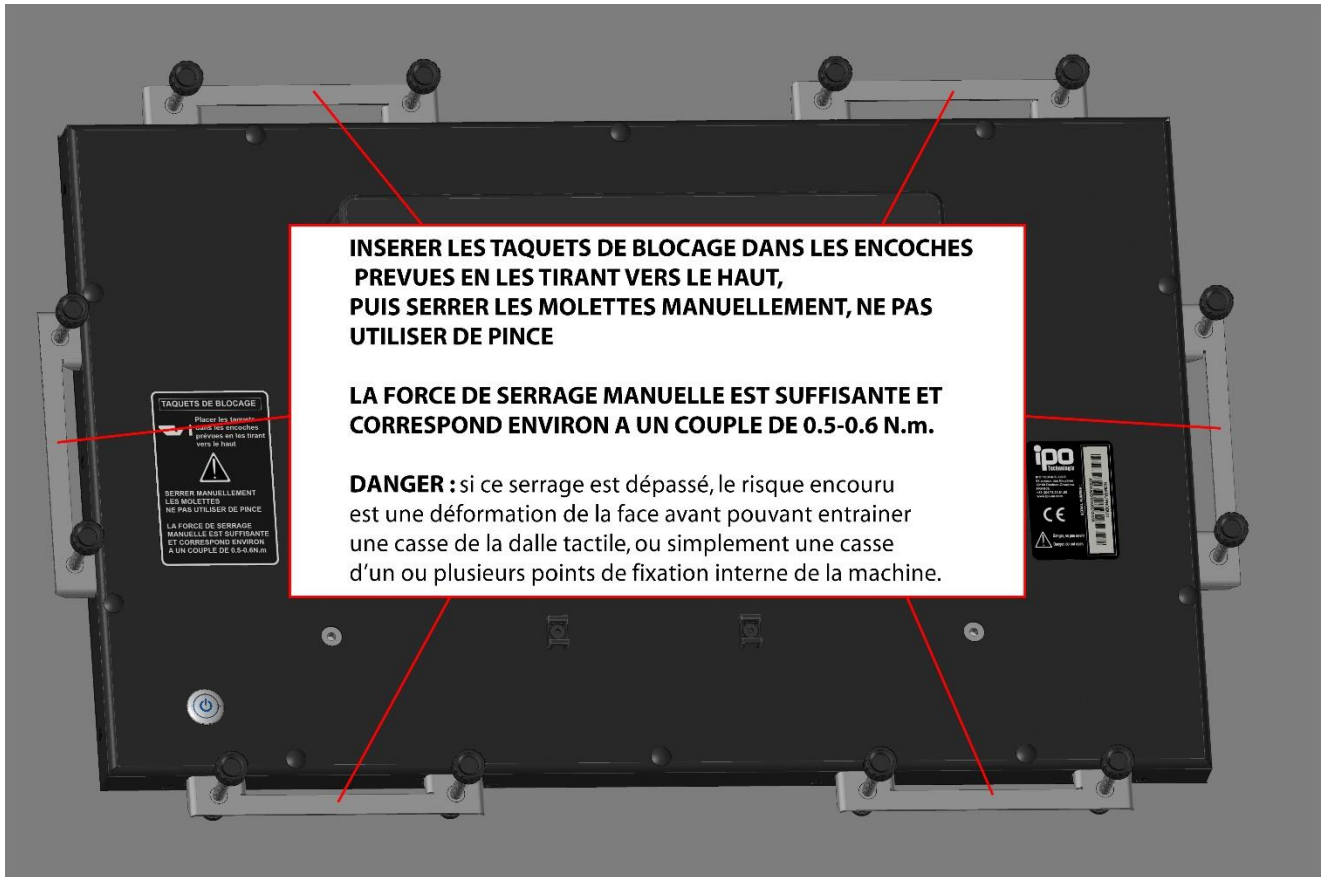 INSERER LES TAQUETS DE BLOCAGE DANS LES ENCOCHES
PREVUES EN LES TIRANT VERS LE HAUT,
PUIS SERRER LES MOLETTES MANUELLEMENT, NE PAS
UTILISER DE PINCE
LA FORCE DE SERRAGE MANUELLE EST SUFFISANTE ET
CORRESPOND ENVIRON A UN COUPLE DE 0.5-0.6 N.m.
DANGER : si ce serrage est dépassé, le risque encouru
est une déformation de la face avant pouvant entrainer
une casse de la dalle tactile, ou simplement une casse
d'un ou plusieurs points de fixation interne de la machine.
TAQUETS DE BLOCAGE
Placer les taquets
dans les encoches
prévues en les tirant
vers le haut
SERRER MANUELLEMENT
LES MOLETTES
NE PAS UTILISER DE PINCE
LA FORCE DE SERRAGE
MANUELLE EST SUFFISANTE
ET CORRESPOND ENVIRON
A UN COUPLE DE 0.5-0.6N.m
ipo
Technologie
CE